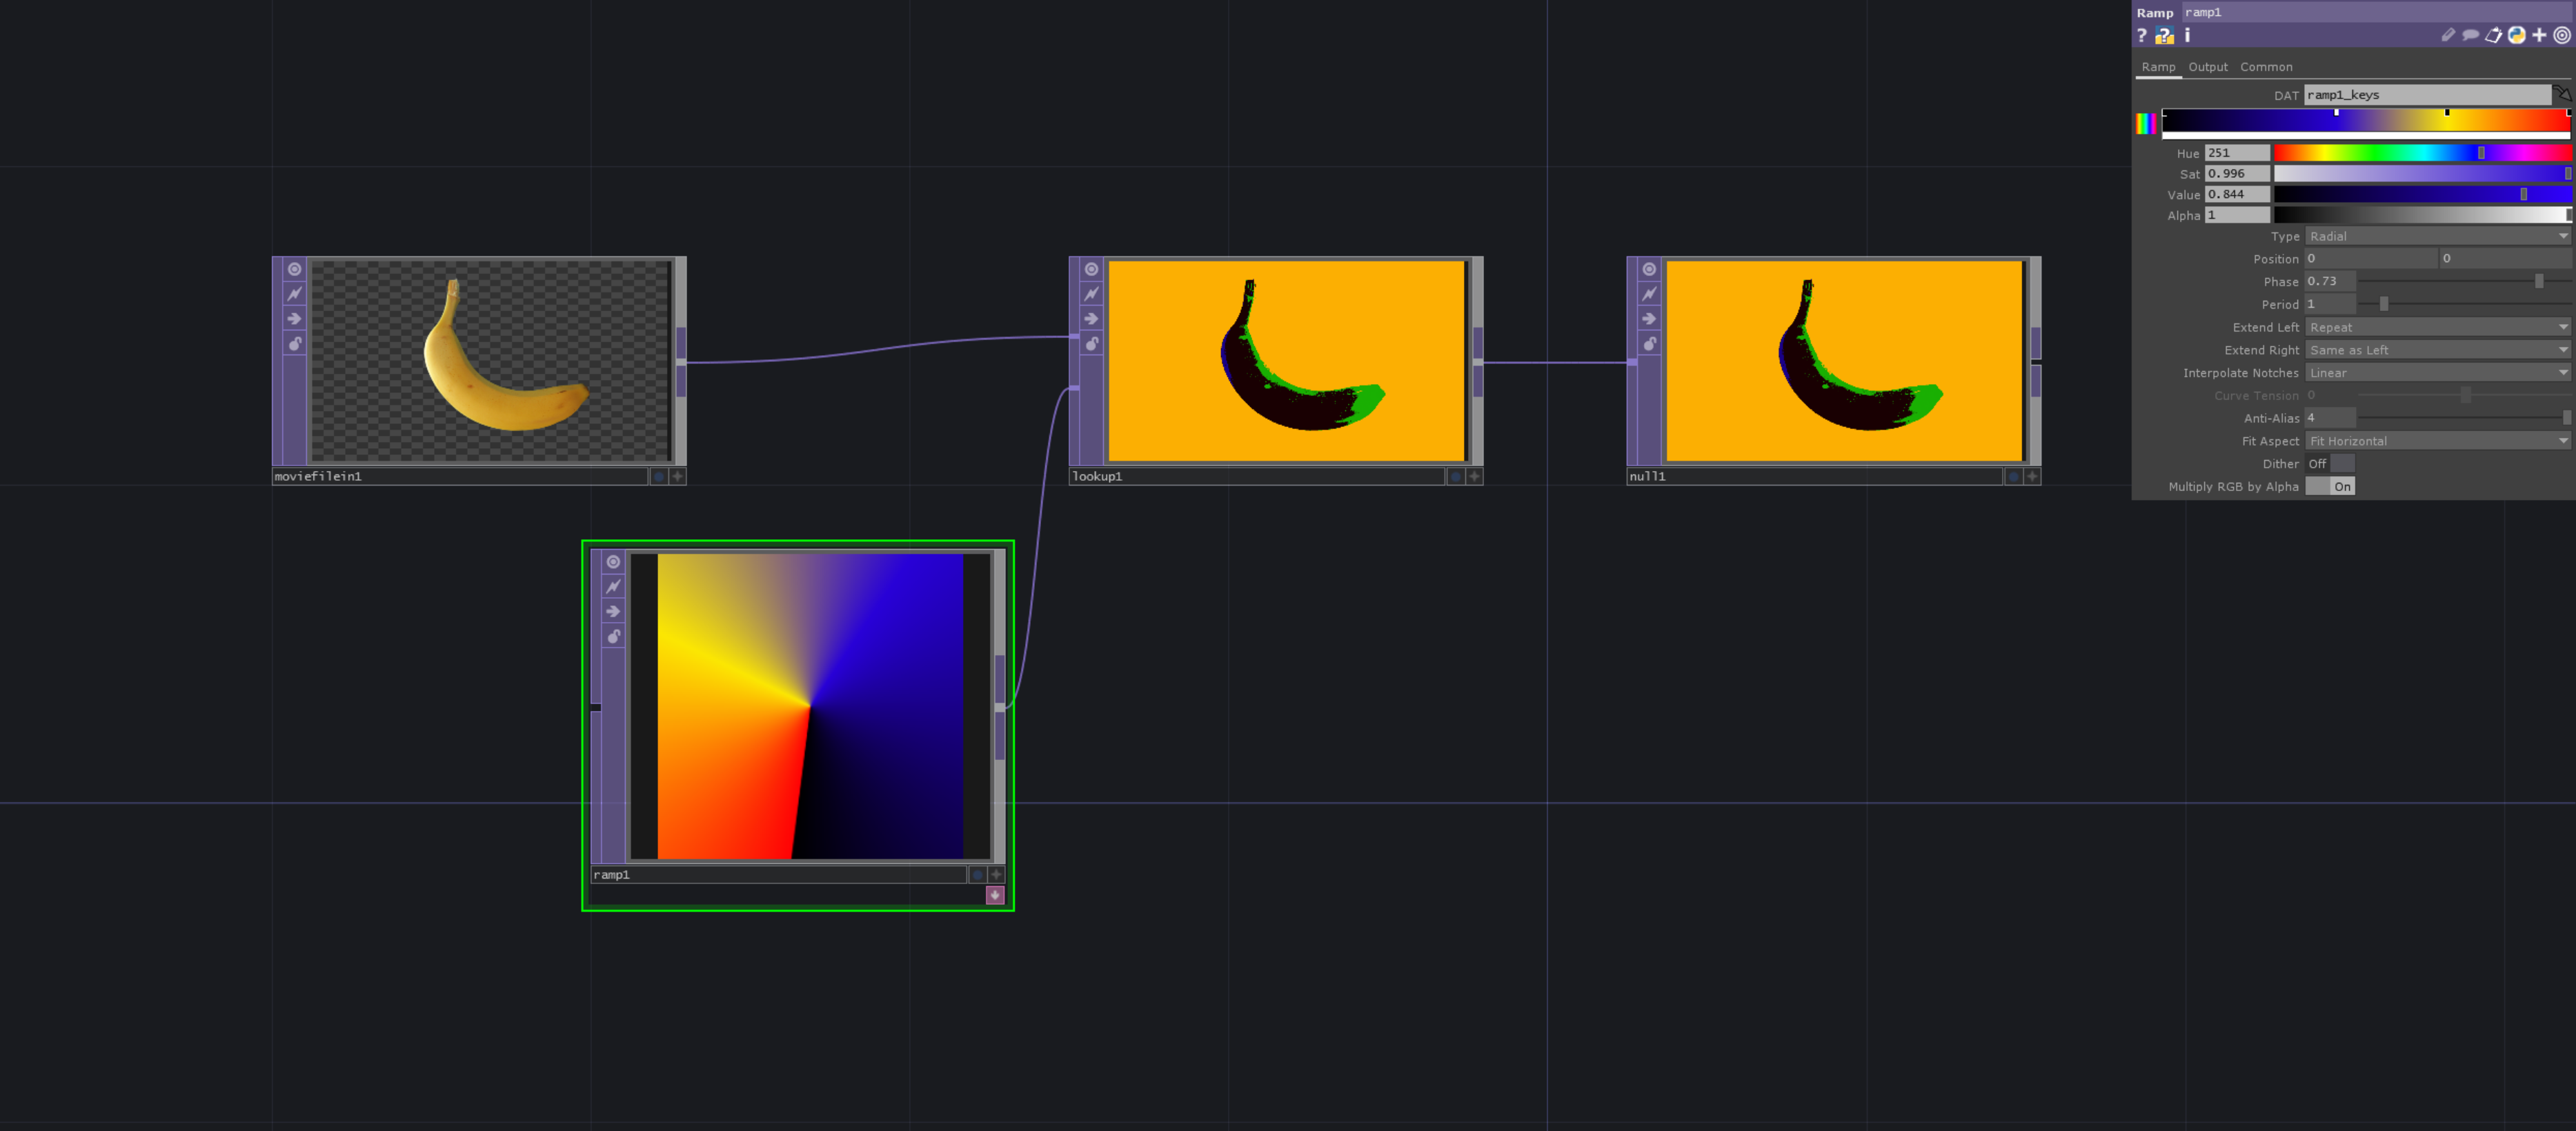 Ramp ramp1
? ? i
Ramp Output Common
DAT ramp1_keys
Hue 251
Sat 0.996
Value 0.844
Alpha 1
Type Radial
Position 0 0
Phase 0.73
Period 1
Extend Left Repeat
Extend Right Same as Left
Interpolate Notches Linear
Curve Tension 0
Anti-Alias 4
Fit Aspect Fit Horizontal
Dither Off
Multiply RGB by Alpha On
moviefilein1
lookup1
null1
ramp1